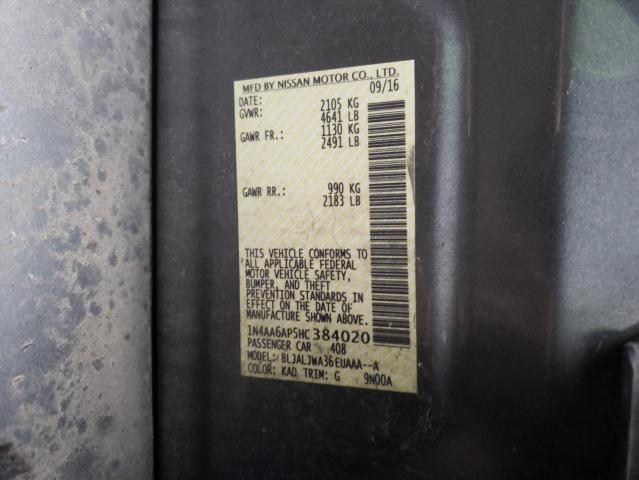 MFD BY NISSAN MOTOR CO., LTD.
DATE: 09/16
GVWR: 2105 KG
4641 LB
GAWR FR.: 1130 KG
2491 LB
GAWR RR.: 990 KG
2183 LB
THIS VEHICLE CONFORMS TO
ALL APPLICABLE FEDERAL
MOTOR VEHICLE SAFETY,
BUMPER, AND THEFT
PREVENTION STANDARDS IN
EFFECT ON THE DATE OF
MANUFACTURE SHOWN ABOVE.
1N4AA6AP5HC384020
PASSENGER CAR 408
MODEL: BLJALJWA36EUAAA--A
COLOR: KAD TRIM: G 9N00A